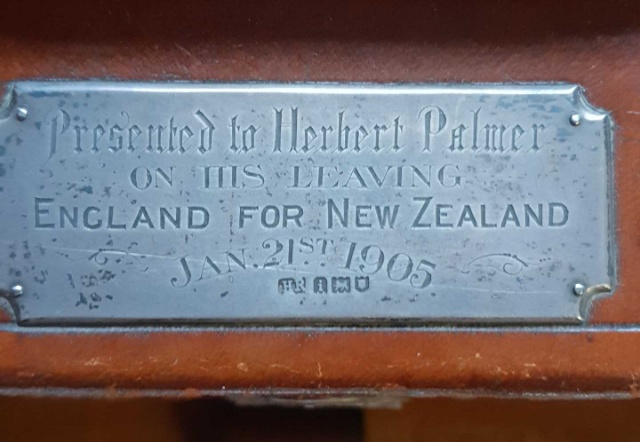 Presented to Herbert Palmer
ON HIS LEAVING
ENGLAND FOR NEW ZEALAND
JAN. 21ST 1905